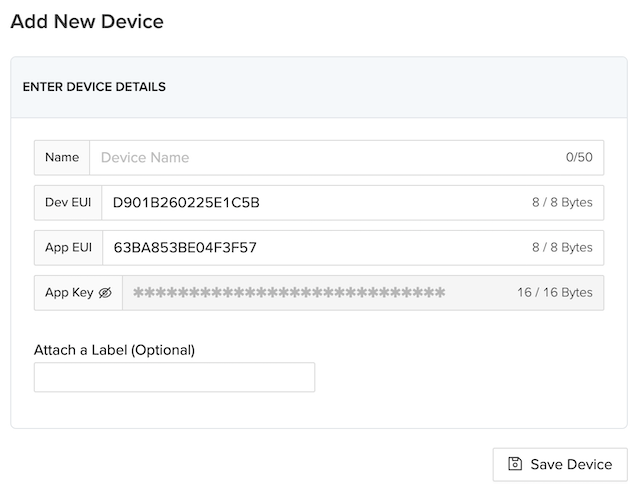 Add New Device
ENTER DEVICE DETAILS
Name Device Name 0/50
Dev EUI D901B260225E1C5B 8 / 8 Bytes
App EUI 63BA853BE04F3F57 8 / 8 Bytes
App Key ✱✱✱✱✱✱✱✱✱✱✱✱✱✱✱✱✱✱✱✱✱✱✱✱✱✱✱✱ 16 / 16 Bytes
Attach a Label (Optional)
Save Device